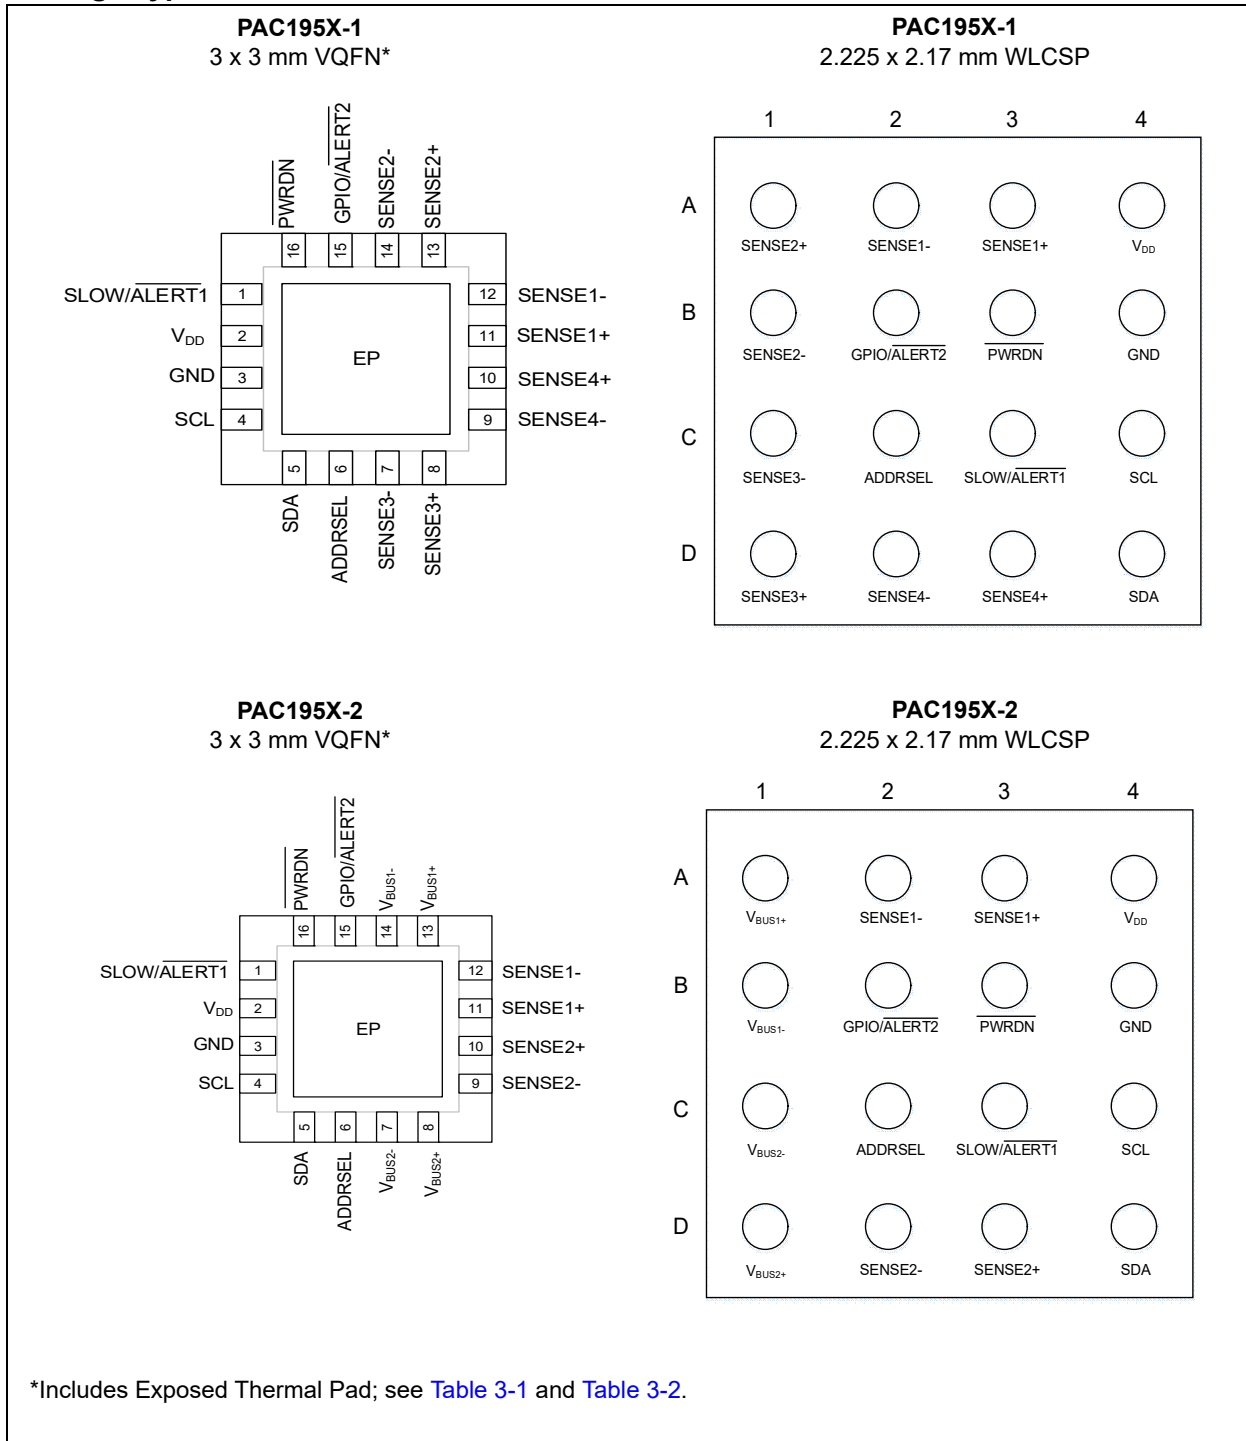 PAC195X-1
3 x 3 mm VQFN*
PWRDN
GPIO/ALERT2
SENSE2-
SENSE2+
16 15 14 13
SLOW/ALERT1 1 12 SENSE1-
VDD 2 11 SENSE1+
EP
GND 3 10 SENSE4+
SCL 4 9 SENSE4-
5 6 7 8
SDA
ADDRSEL
SENSE3-
SENSE3+
PAC195X-1
2.225 x 2.17 mm WLCSP
1 2 3 4
A
SENSE2+ SENSE1- SENSE1+ VDD
B
SENSE2- GPIO/ALERT2 PWRDN GND
C
SENSE3- ADDRSEL SLOW/ALERT1 SCL
D
SENSE3+ SENSE4- SENSE4+ SDA
PAC195X-2
3 x 3 mm VQFN*
PWRDN
GPIO/ALERT2
VBUS1-
VBUS1+
16 15 14 13
SLOW/ALERT1 1 12 SENSE1-
VDD 2 11 SENSE1+
EP
GND 3 10 SENSE2+
SCL 4 9 SENSE2-
5 6 7 8
SDA
ADDRSEL
VBUS2-
VBUS2+
PAC195X-2
2.225 x 2.17 mm WLCSP
1 2 3 4
A
VBUS1+ SENSE1- SENSE1+ VDD
B
VBUS1- GPIO/ALERT2 PWRDN GND
C
VBUS2- ADDRSEL SLOW/ALERT1 SCL
D
VBUS2+ SENSE2- SENSE2+ SDA
*Includes Exposed Thermal Pad; see Table 3-1 and Table 3-2.